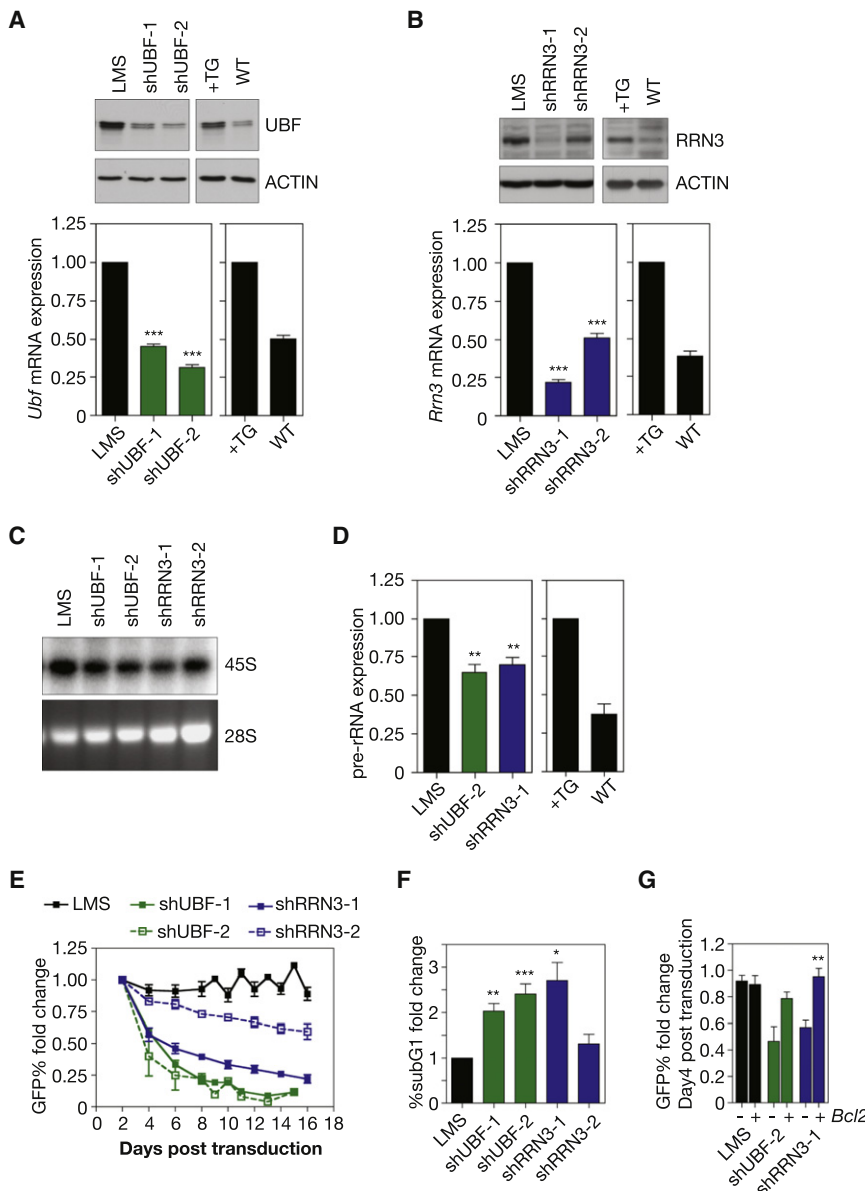 A
LMS
shUBF-1
shUBF-2
+TG
WT
UBF
ACTIN
Ubf mRNA expression
1.25
1.00
0.75
0.50
0.25
0
***
***
LMS
shUBF-1
shUBF-2
+TG
WT
B
LMS
shRRN3-1
shRRN3-2
+TG
WT
RRN3
ACTIN
Rrn3 mRNA expression
1.25
1.00
0.75
0.50
0.25
0
***
***
LMS
shRRN3-1
shRRN3-2
+TG
WT
C
LMS
shUBF-1
shUBF-2
shRRN3-1
shRRN3-2
45S
28S
D
pre-rRNA expression
1.25
1.00
0.75
0.50
0.25
0
**
**
LMS
shUBF-2
shRRN3-1
+TG
WT
E
LMS
shUBF-1
shRRN3-1
shUBF-2
shRRN3-2
GFP% fold change
1.25
1.00
0.75
0.50
0.25
0
0 2 4 6 8 10 12 14 16 18
Days post transduction
F
%subG1 fold change
3
2
1
0
**
***
*
LMS
shUBF-1
shUBF-2
shRRN3-1
shRRN3-2
G
GFP% fold change
Day4 post transduction
1.2
1.0
0.8
0.6
0.4
0.2
0
**
- + - + - + Bcl2
LMS
shUBF-2
shRRN3-1